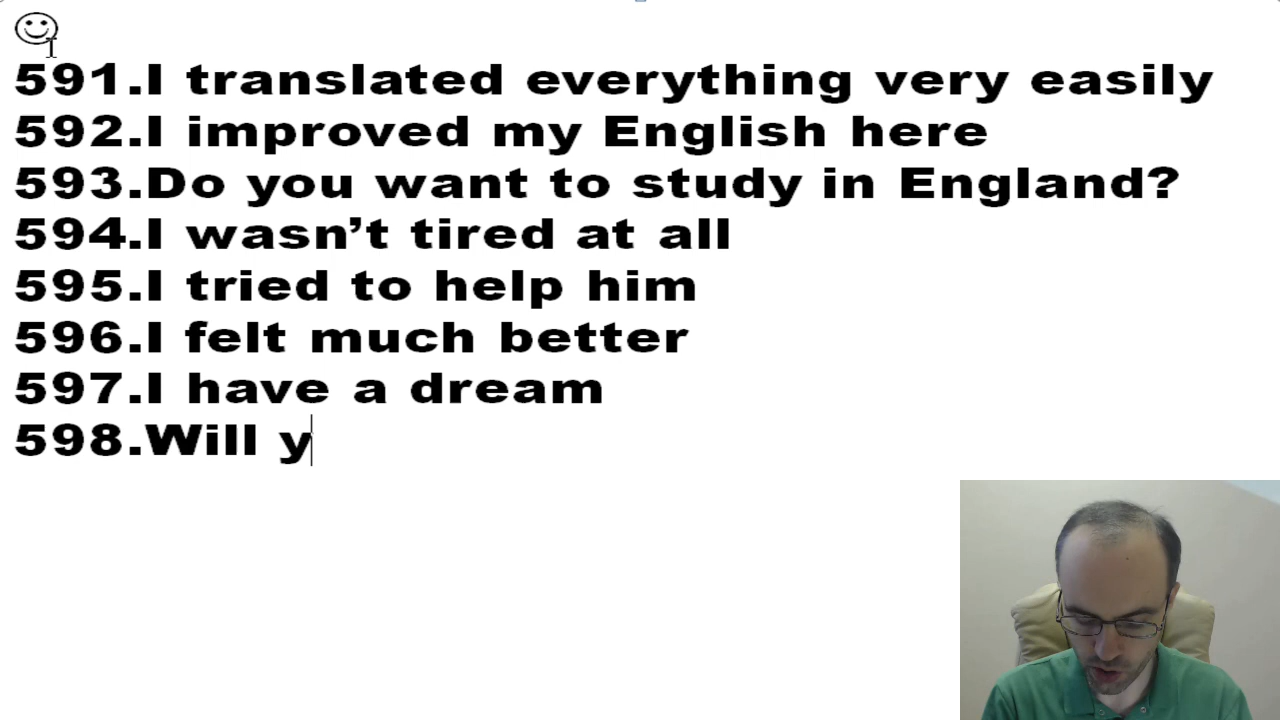 591.I translated everything very easily
592.I improved my English here
593.Do you want to study in England?
594.I wasn’t tired at all
595.I tried to help him
596.I felt much better
597.I have a dream
598.Will y